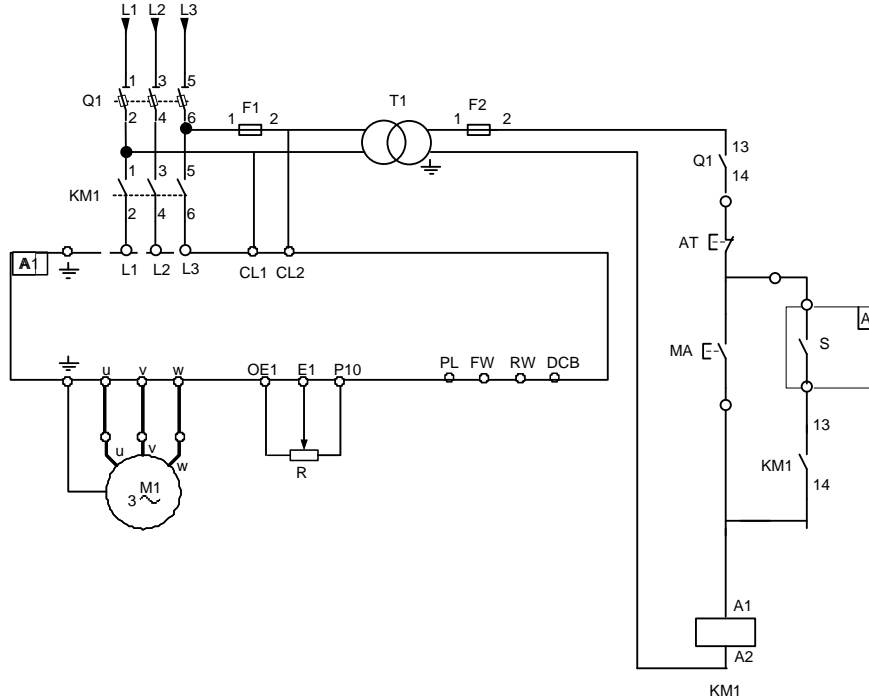 L1 L2 L3
1 3 5
Q1
2 4 6
F1
1 2
T1
F2
1 2
13
Q1
14
1 3 5
KM1
2 4 6
AT
A1
L1 L2 L3 CL1 CL2
A
S
MA
u v w OE1 E1 P10 PL FW RW DCB
13
KM1
14
u v w
R
M1
3
A1
A2
KM1